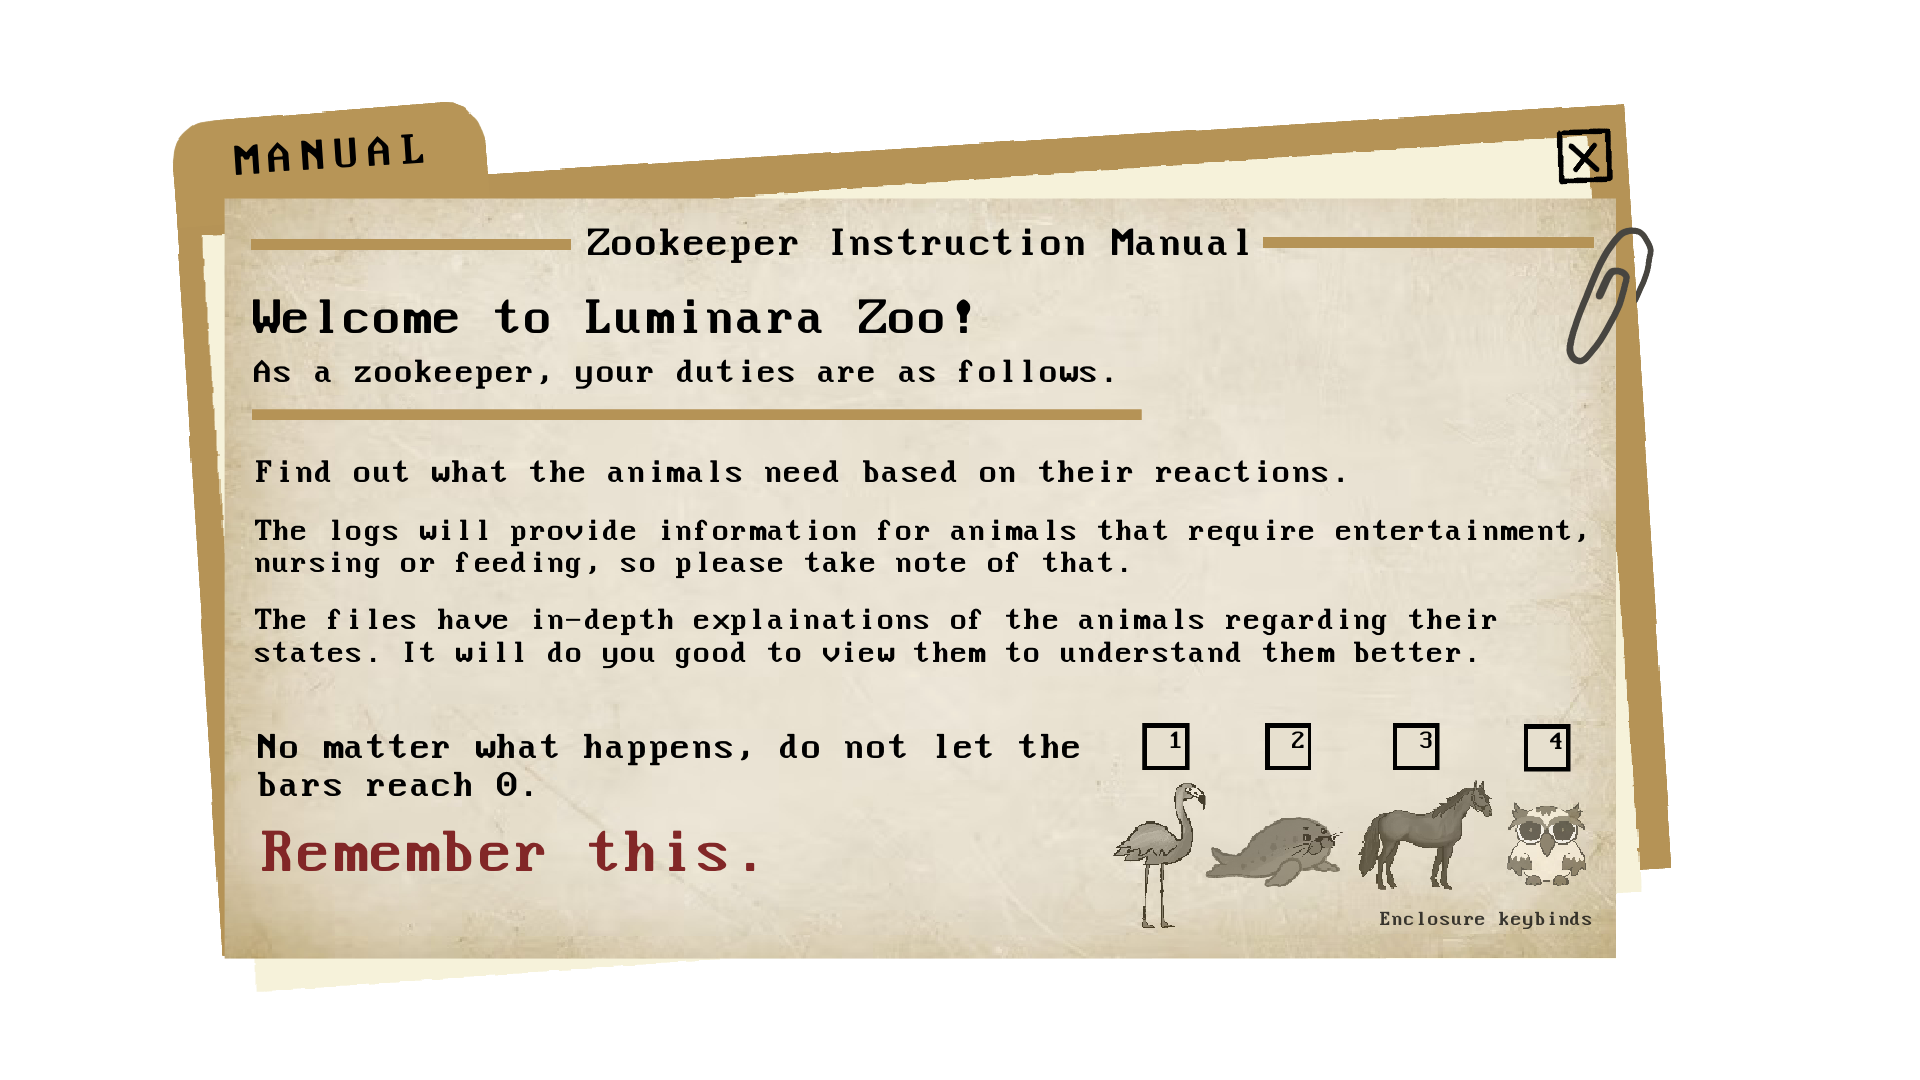 MANUAL
Zookeeper Instruction Manual
Welcome to Luminara Zoo!
As a zookeeper, your duties are as follows.
Find out what the animals need based on their reactions.
The logs will provide information for animals that require entertainment,
nursing or feeding, so please take note of that.
The files have in-depth explainations of the animals regarding their
states. It will do you good to view them to understand them better.
No matter what happens, do not let the
bars reach 0.
Remember this.
1 2 3 4
Enclosure keybinds